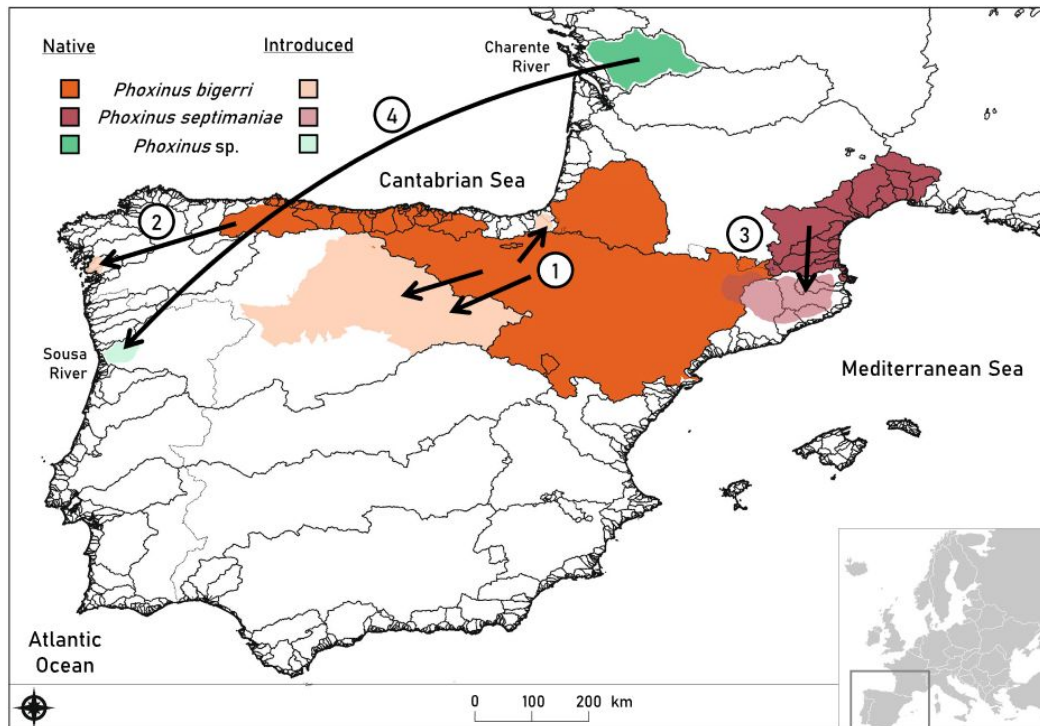 Native Introduced
Phoxinus bigerri
Phoxinus septimaniae
Phoxinus sp.
Charente
River
4
Cantabrian Sea
2
3
1
Sousa
River
Mediterranean Sea
Atlantic
Ocean
0 100 200 km